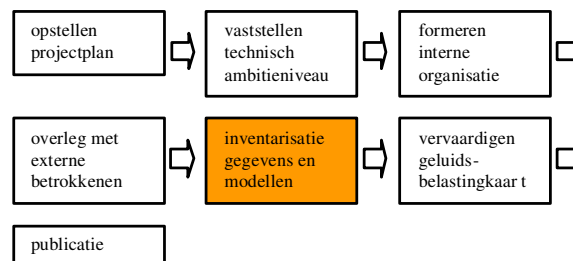 opstellen
projectplan
vaststellen
technisch
ambitieniveau
formeren
interne
organisatie
overleg met
externe
betrokkenen
inventarisatie
gegevens en
modellen
vervaardigen
geluids-
belastingkaar t
publicatie